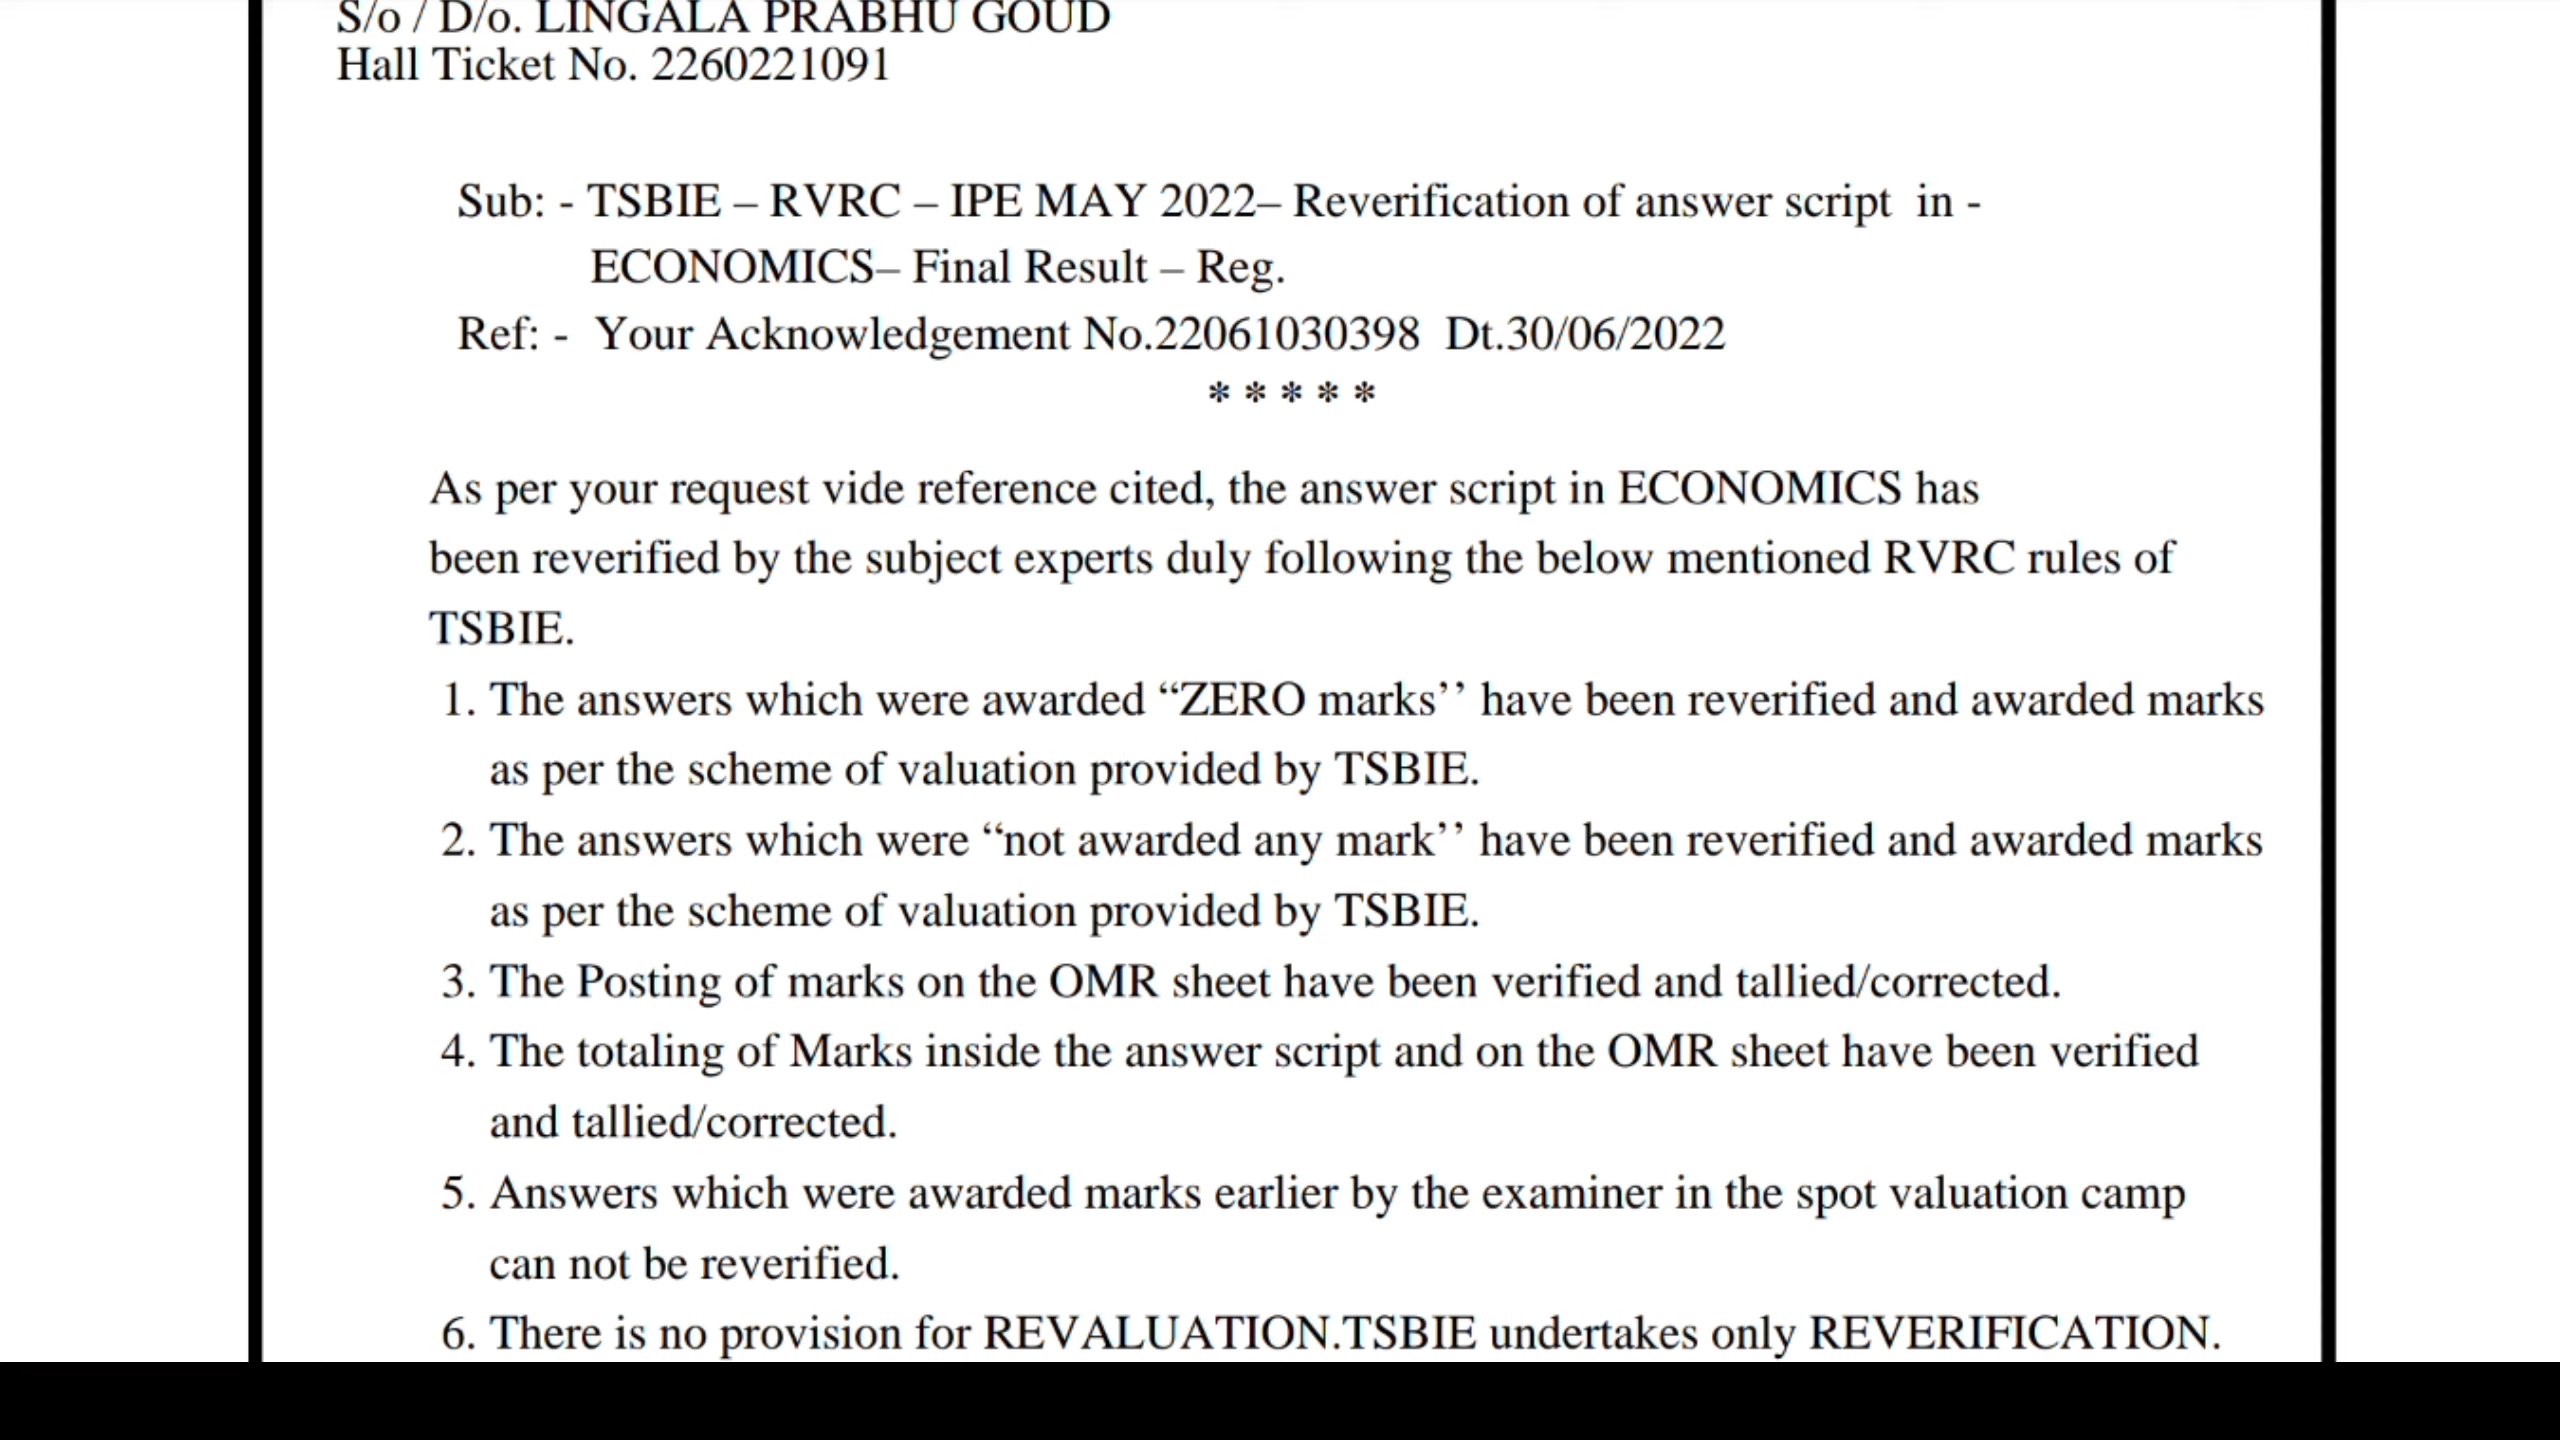 S/o / D/o. LINGALA PRABHU GOUD
Hall Ticket No. 2260221091
Sub: - TSBIE – RVRC – IPE MAY 2022– Reverification of answer script  in -
ECONOMICS– Final Result – Reg.
Ref: -  Your Acknowledgement No.22061030398  Dt.30/06/2022
* * * * *
As per your request vide reference cited, the answer script in ECONOMICS has
been reverified by the subject experts duly following the below mentioned RVRC rules of
TSBIE.
1. The answers which were awarded “ZERO marks’’ have been reverified and awarded marks
as per the scheme of valuation provided by TSBIE.
2. The answers which were “not awarded any mark’’ have been reverified and awarded marks
as per the scheme of valuation provided by TSBIE.
3. The Posting of marks on the OMR sheet have been verified and tallied/corrected.
4. The totaling of Marks inside the answer script and on the OMR sheet have been verified
and tallied/corrected.
5. Answers which were awarded marks earlier by the examiner in the spot valuation camp
can not be reverified.
6. There is no provision for REVALUATION.TSBIE undertakes only REVERIFICATION.